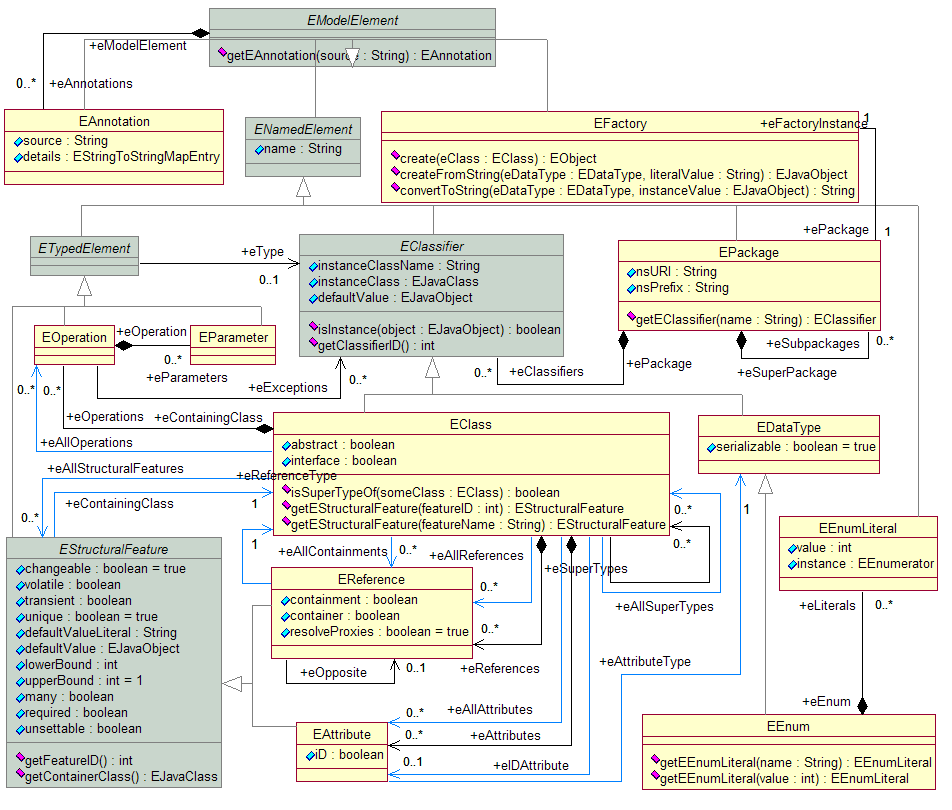 EModelElement
getEAnnotation(source : String) : EAnnotation
+eModelElement
0..*
+eAnnotations
EAnnotation
source : String
details : EStringToStringMapEntry
ENamedElement
name : String
EFactory
create(eClass : EClass) : EObject
createFromString(eDataType : EDataType, literalValue : String) : EJavaObject
convertToString(eDataType : EDataType, instanceValue : EJavaObject) : String
+eFactoryInstance
1
+ePackage
1
ETypedElement
+eType
0..1
EClassifier
instanceClassName : String
instanceClass : EJavaClass
defaultValue : EJavaObject
isInstance(object : EJavaObject) : boolean
getClassifierID() : int
EPackage
nsURI : String
nsPrefix : String
getEClassifier(name : String) : EClassifier
0..*
+eSubpackages
+eSuperPackage
+ePackage
+eClassifiers
0..*
EOperation
+eOperation
EParameter
0..*
+eParameters
+eExceptions
0..*
0..*
0..*
+eOperations
+eContainingClass
+eAllOperations
EClass
abstract : boolean
interface : boolean
isSuperTypeOf(someClass : EClass) : boolean
getEStructuralFeature(featureID : int) : EStructuralFeature
getEStructuralFeature(featureName : String) : EStructuralFeature
EDataType
serializable : boolean = true
+eAllStructuralFeatures
+eReferenceType
+eContainingClass
1
0..*
1
0..*
0..*
1
+eAllContainments
0..*
+eAllReferences
+eSuperTypes
+eAllSuperTypes
EStructuralFeature
changeable : boolean = true
volatile : boolean
transient : boolean
unique : boolean = true
defaultValueLiteral : String
defaultValue : EJavaObject
lowerBound : int
upperBound : int = 1
many : boolean
required : boolean
unsettable : boolean
getFeatureID() : int
getContainerClass() : EJavaClass
EReference
containment : boolean
container : boolean
resolveProxies : boolean = true
0..*
0..*
+eOpposite
0..1
+eReferences
+eAttributeType
EEnumLiteral
value : int
instance : EEnumerator
+eLiterals
0..*
+eEnum
EAttribute
iD : boolean
0..*
+eAllAttributes
0..*
+eAttributes
0..1
+eIDAttribute
EEnum
getEEnumLiteral(name : String) : EEnumLiteral
getEEnumLiteral(value : int) : EEnumLiteral